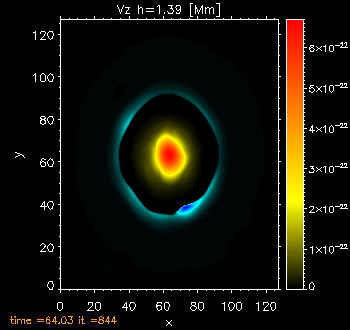 Vz h=1.39 [Mm]
120
100
80
60
40
20
0
y
0 20 40 60 80 100 120
x
6×10⁻²²
5×10⁻²²
4×10⁻²²
3×10⁻²²
2×10⁻²²
1×10⁻²²
0
time =64.03 it =844